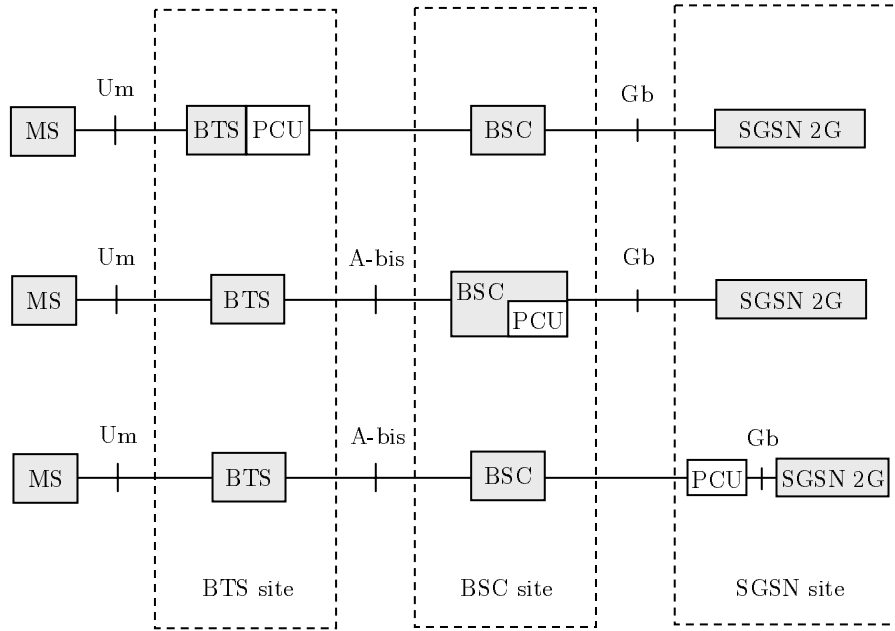 Um
Gb
MS
BTS
PCU
BSC
SGSN 2G
Um
A-bis
Gb
MS
BTS
BSC
PCU
SGSN 2G
Um
A-bis
Gb
MS
BTS
BSC
PCU
SGSN 2G
BTS site
BSC site
SGSN site